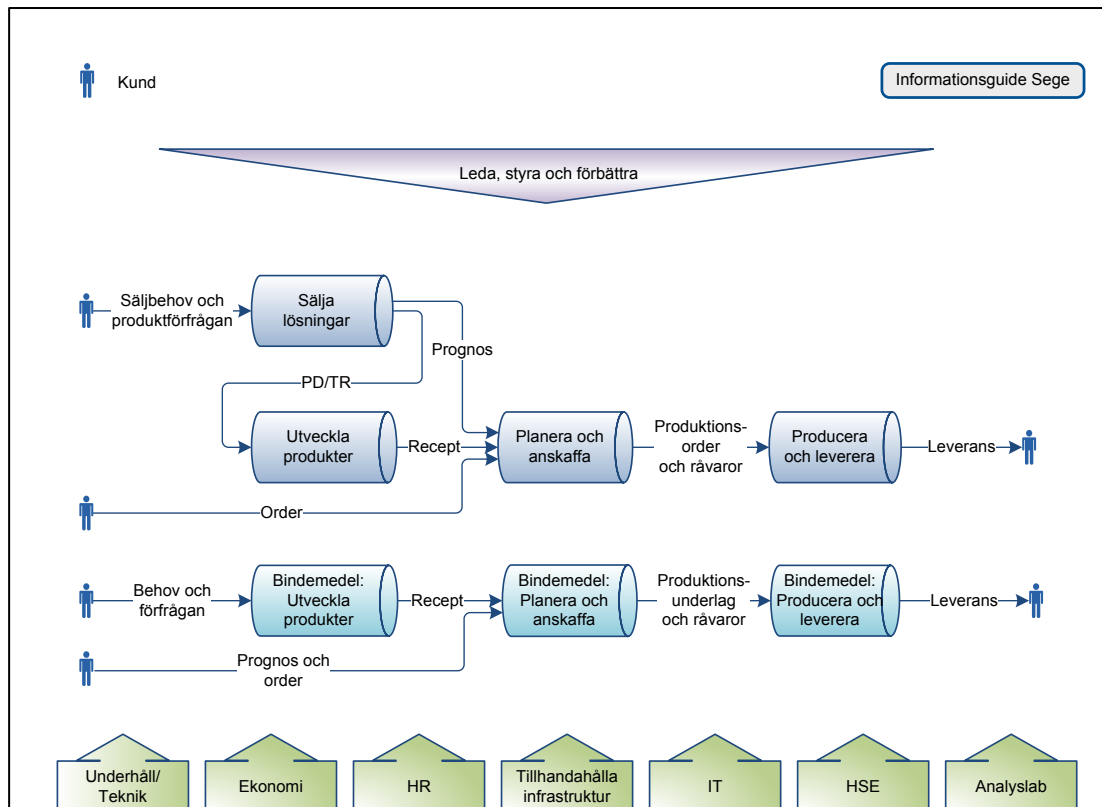 Kund
Informationsguide Sege
Leda, styra och förbättra
Säljbehov och
produktförfrågan
Sälja
lösningar
Prognos
PD/TR
Utveckla
produkter
Recept
Planera och
anskaffa
Produktions-
order
och råvaror
Producera
och leverera
Leverans
Order
Behov och
förfrågan
Bindemedel:
Utveckla
produkter
Recept
Bindemedel:
Planera och
anskaffa
Produktions-
underlag
och råvaror
Bindemedel:
Producera och
leverera
Leverans
Prognos och
order
Underhåll/
Teknik
Ekonomi
HR
Tillhandahålla
infrastruktur
IT
HSE
Analyslab